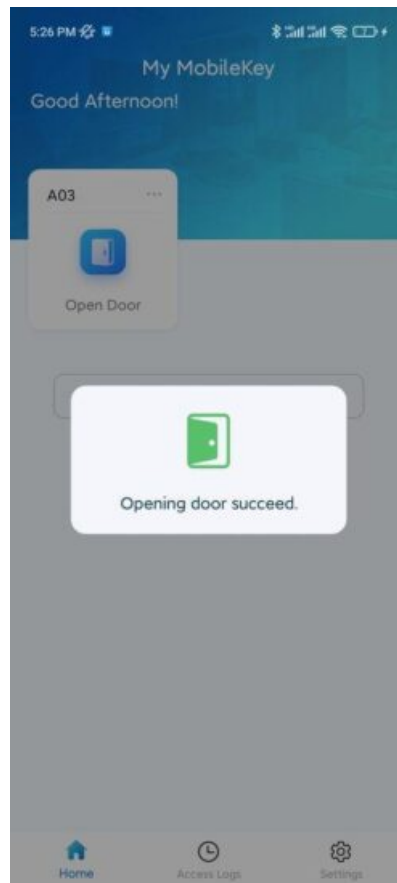 5:26 PM
My MobileKey
Good Afternoon!
A03
Open Door
Opening door succeed.
Home
Access Logs
Settings